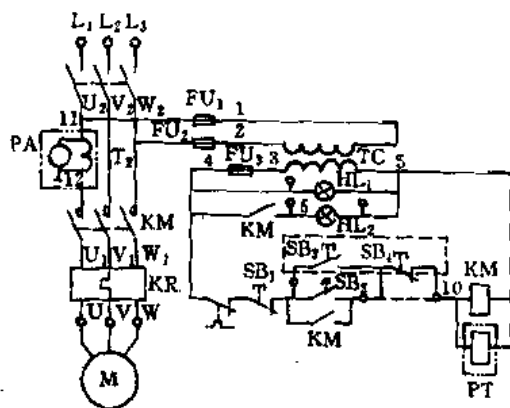 L₁ L₂ L₃
U₂ V₂ W₂ FU₁ 1
11 FU₂ 2
PA T₂ 4 FU₃ 3 TC 5
12 HL₁
KM 6 HL₂
KM
U₁ V₁ W₁ SB₃ SB₄
KR SB₁ SB₂ 10 KM
U V W KM
M PT